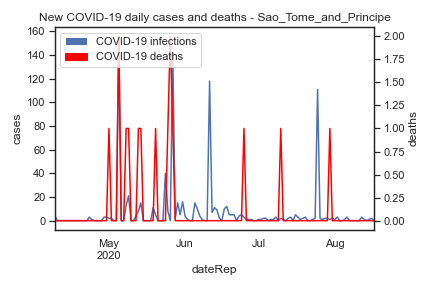 New COVID-19 daily cases and deaths - Sao_Tome_and_Principe
COVID-19 infections
COVID-19 deaths
160
140
120
100
80
60
40
20
0
cases
2.00
1.75
1.50
1.25
1.00
0.75
0.50
0.25
0.00
deaths
May
2020
Jun
Jul
Aug
dateRep